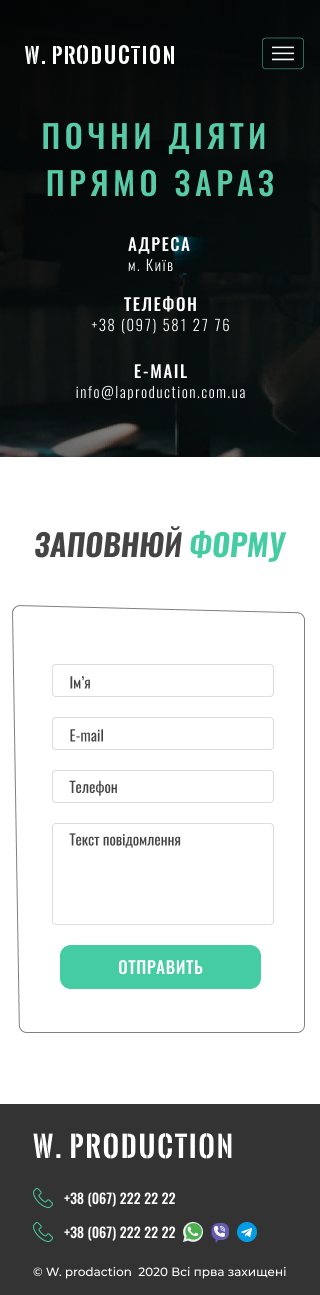 W. PRODUCTION
ПОЧНИ ДІЯТИ
ПРЯМО ЗАРАЗ
АДРЕСА
м. Київ
ТЕЛЕФОН
+38 (097) 581 27 76
E-MAIL
info@laproduction.com.ua
ЗАПОВНЮЙ ФОРМУ
Ім’я
E-mail
Телефон
Текст повідомлення
ОТПРАВИТЬ
W. PRODUCTION
+38 (067) 222 22 22
+38 (067) 222 22 22
© W. prodaction 2020 Всі прва захищені